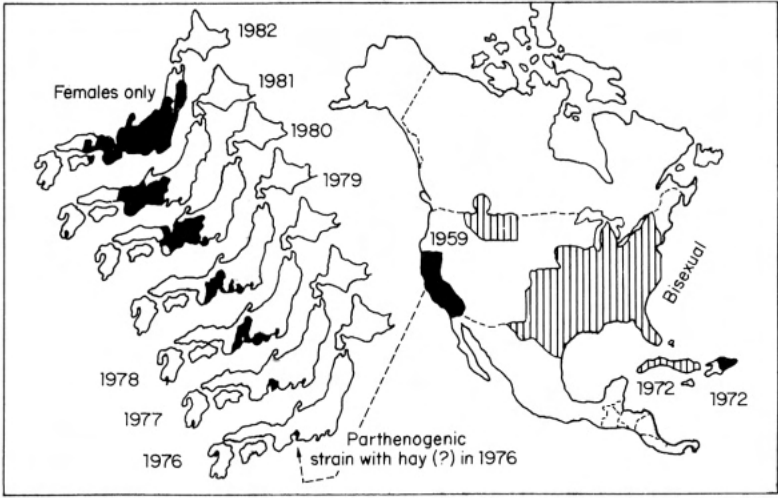 1982
Females only
1981
1980
1979
1978
1977
1976
1959
Bisexual
1972
1972
Parthenogenic
strain with hay (?) in 1976